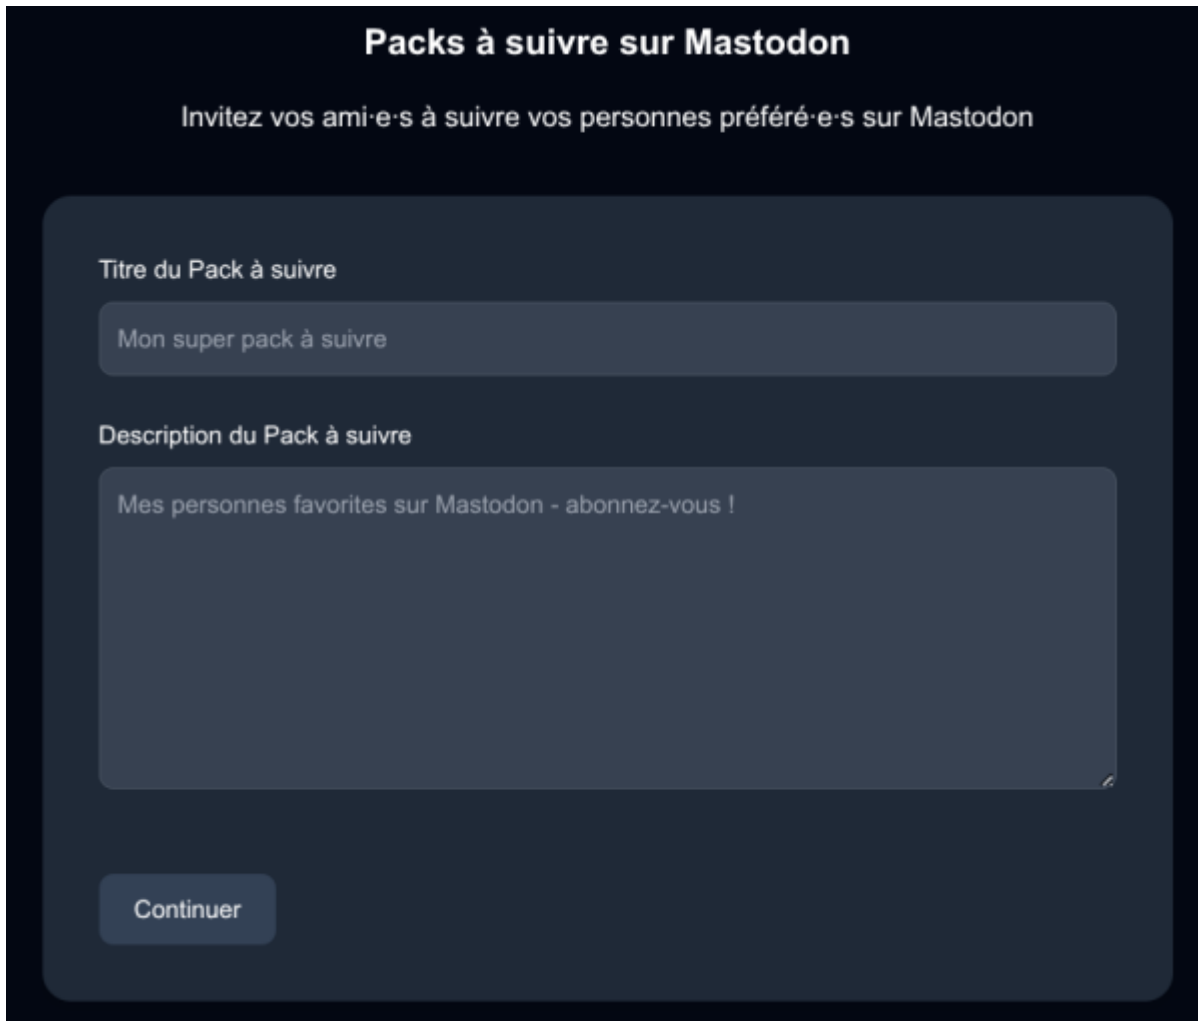 Packs à suivre sur Mastodon
Invitez vos ami·e·s à suivre vos personnes préféré·e·s sur Mastodon
Titre du Pack à suivre
Mon super pack à suivre
Description du Pack à suivre
Mes personnes favorites sur Mastodon - abonnez-vous !
Continuer